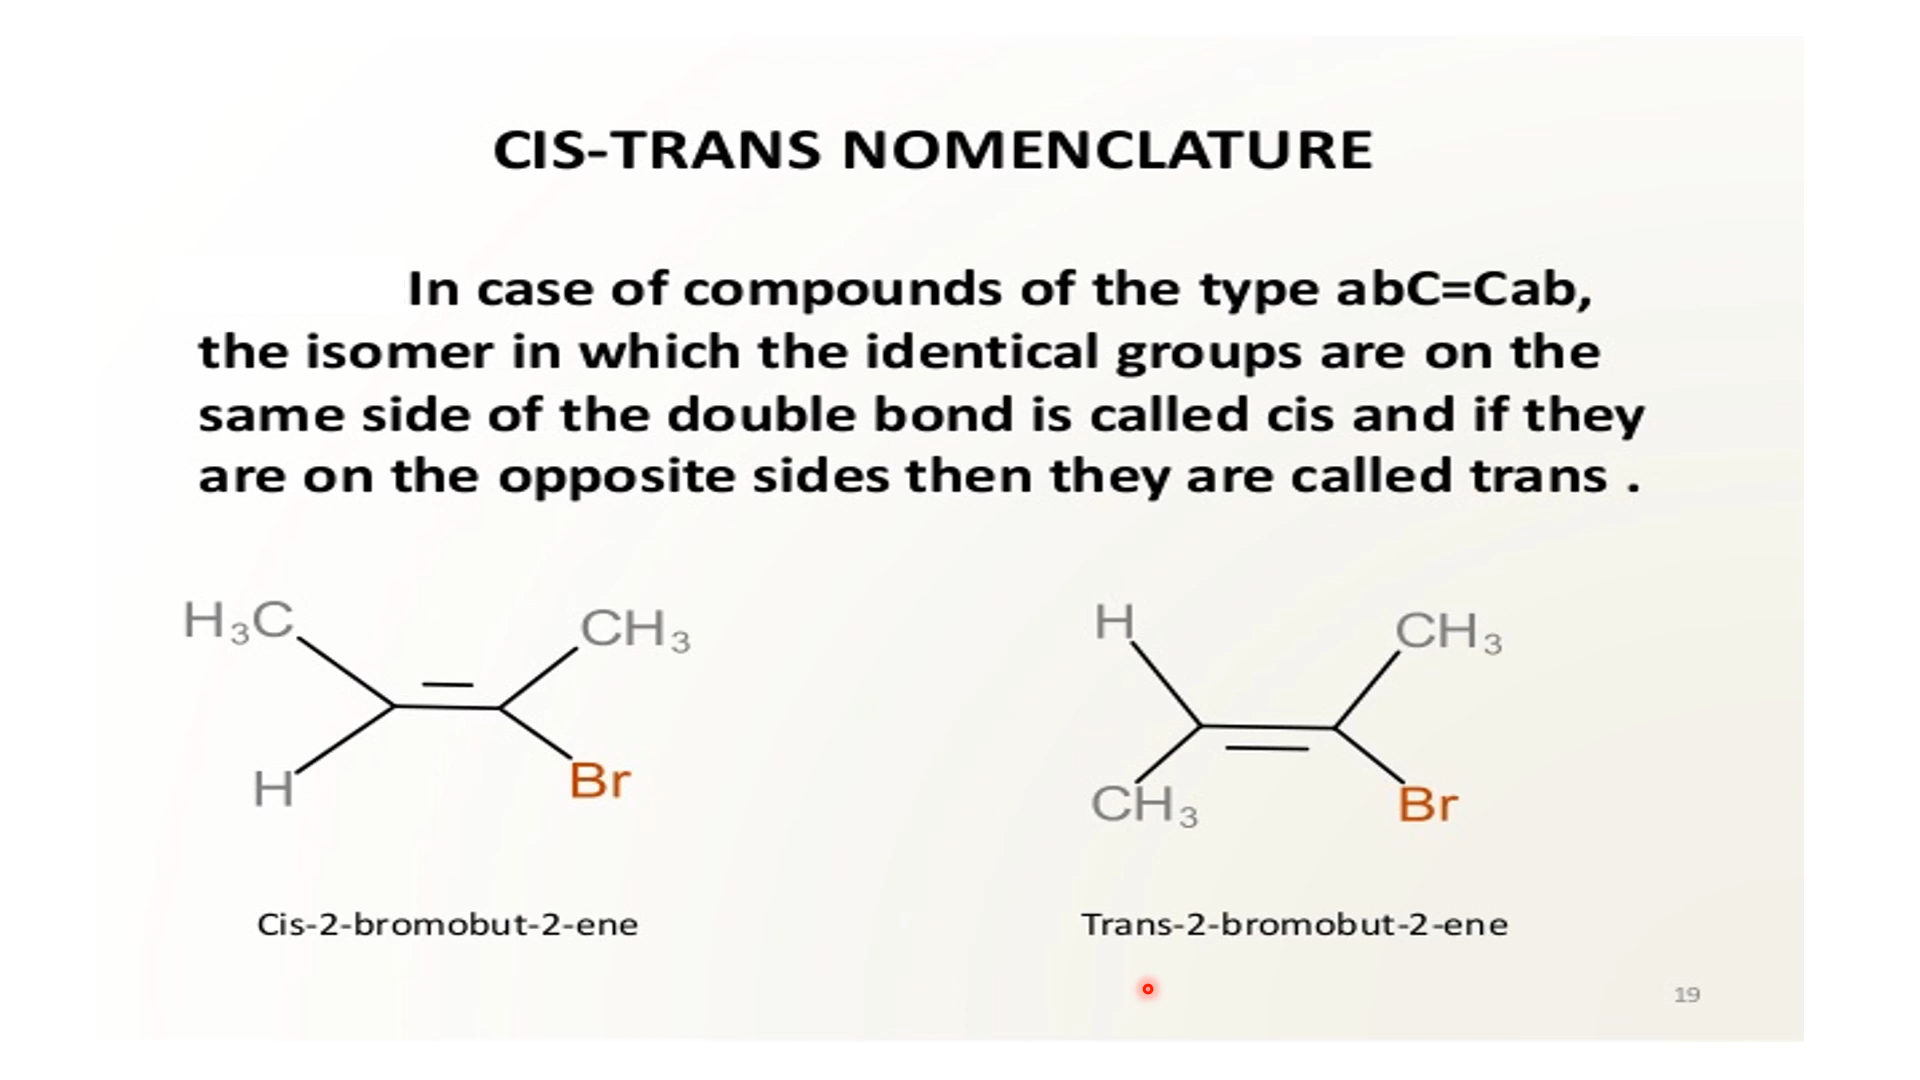 CIS-TRANS NOMENCLATURE
In case of compounds of the type abC=Cab,
the isomer in which the identical groups are on the
same side of the double bond is called cis and if they
are on the opposite sides then they are called trans .
H₃C CH₃
H Br
H CH₃
CH₃ Br
Cis-2-bromobut-2-ene
Trans-2-bromobut-2-ene
19